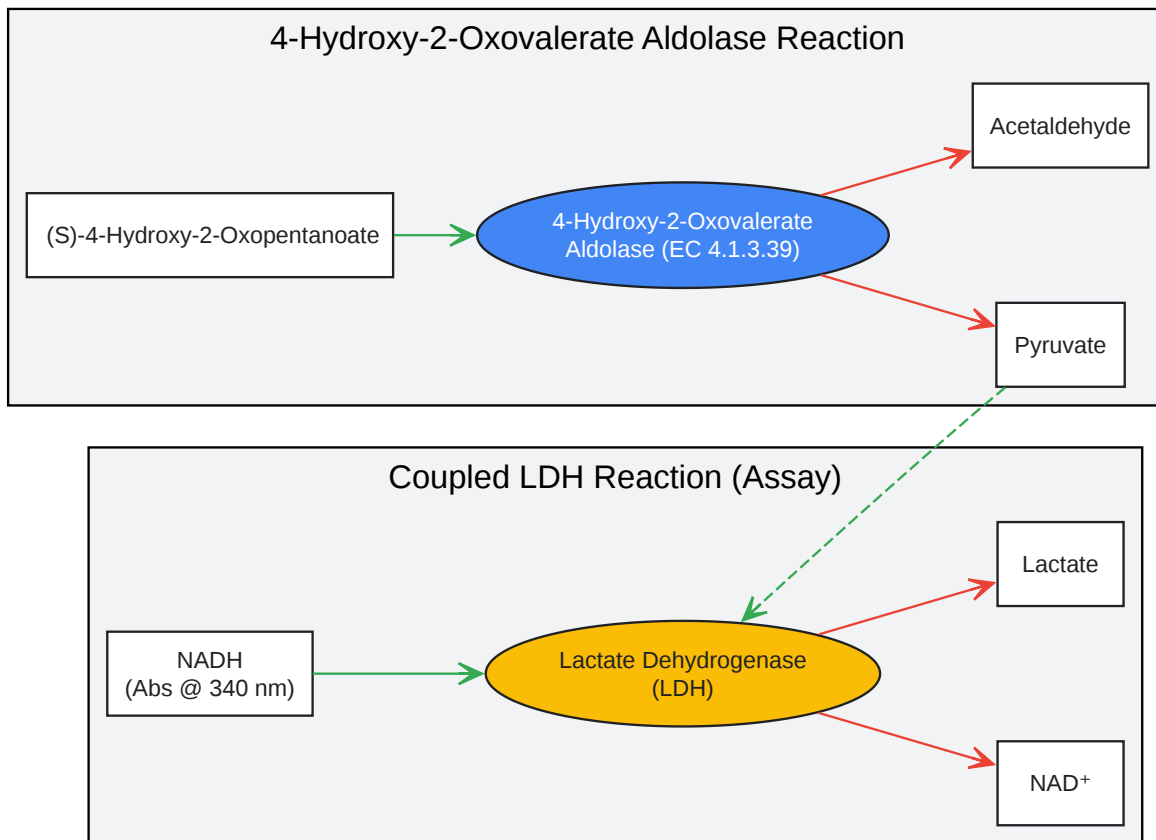 4-Hydroxy-2-Oxovalerate Aldolase Reaction
Acetaldehyde
(S)-4-Hydroxy-2-Oxopentanoate
4-Hydroxy-2-Oxovalerate
Aldolase (EC 4.1.3.39)
Pyruvate
Coupled LDH Reaction (Assay)
Lactate
NADH
(Abs @ 340 nm)
Lactate Dehydrogenase
(LDH)
NAD⁺